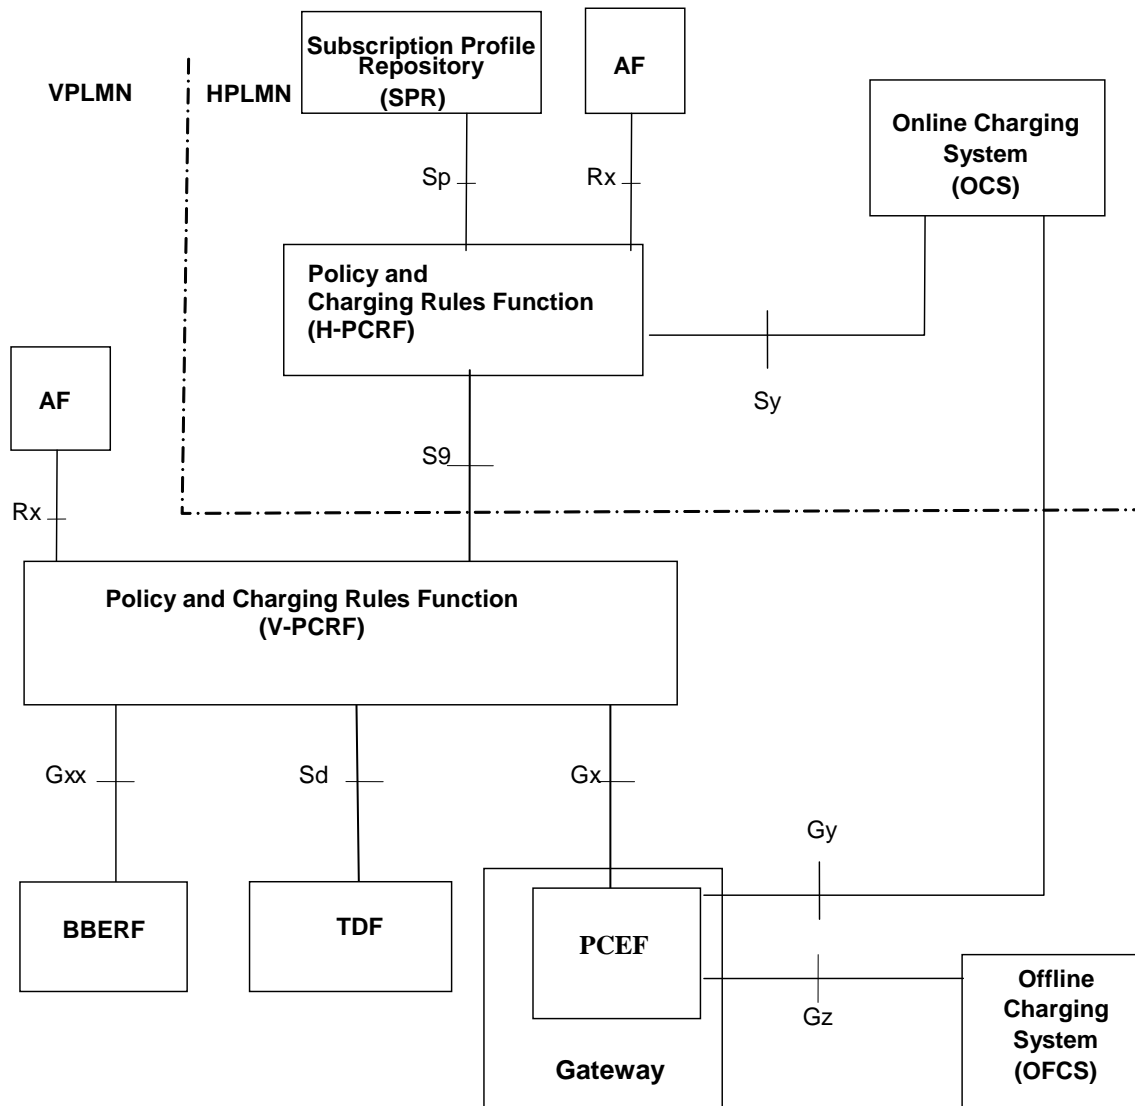 Subscription Profile
Repository
(SPR)
AF
VPLMN
HPLMN
Online Charging
System
(OCS)
Sp
Rx
Policy and
Charging Rules Function
(H-PCRF)
Sy
AF
S9
Rx
Policy and Charging Rules Function
(V-PCRF)
Gxx
Sd
Gx
Gy
BBERF
TDF
PCEF
Gz
Offline
Charging
System
(OFCS)
Gateway